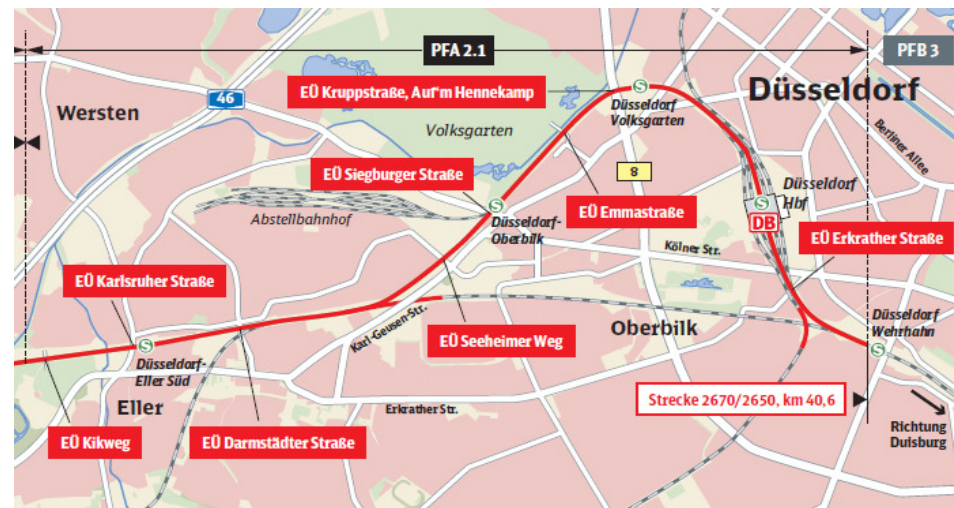 PFA 2.1
PFB 3
Wersten
46
EÜ Kruppstraße, Auf'm Hennekamp
S
Düsseldorf
Volksgarten
Düsseldorf
Berliner Allee
Volksgarten
8
EÜ Siegburger Straße
S
Düsseldorf-
Oberbilk
Abstellbahnhof
EÜ Emmastraße
Düsseldorf
Hbf
S
DB
Kölner Str.
EÜ Erkrather Straße
EÜ Karlsruher Straße
Karl-Geusen-Str.
EÜ Seeheimer Weg
Oberbilk
Düsseldorf
Wehrhahn
S
S
Düsseldorf-
Eller Süd
Eller
Erkrather Str.
Strecke 2670/2650, km 40,6
Richtung
Duisburg
EÜ Kikweg
EÜ Darmstädter Straße